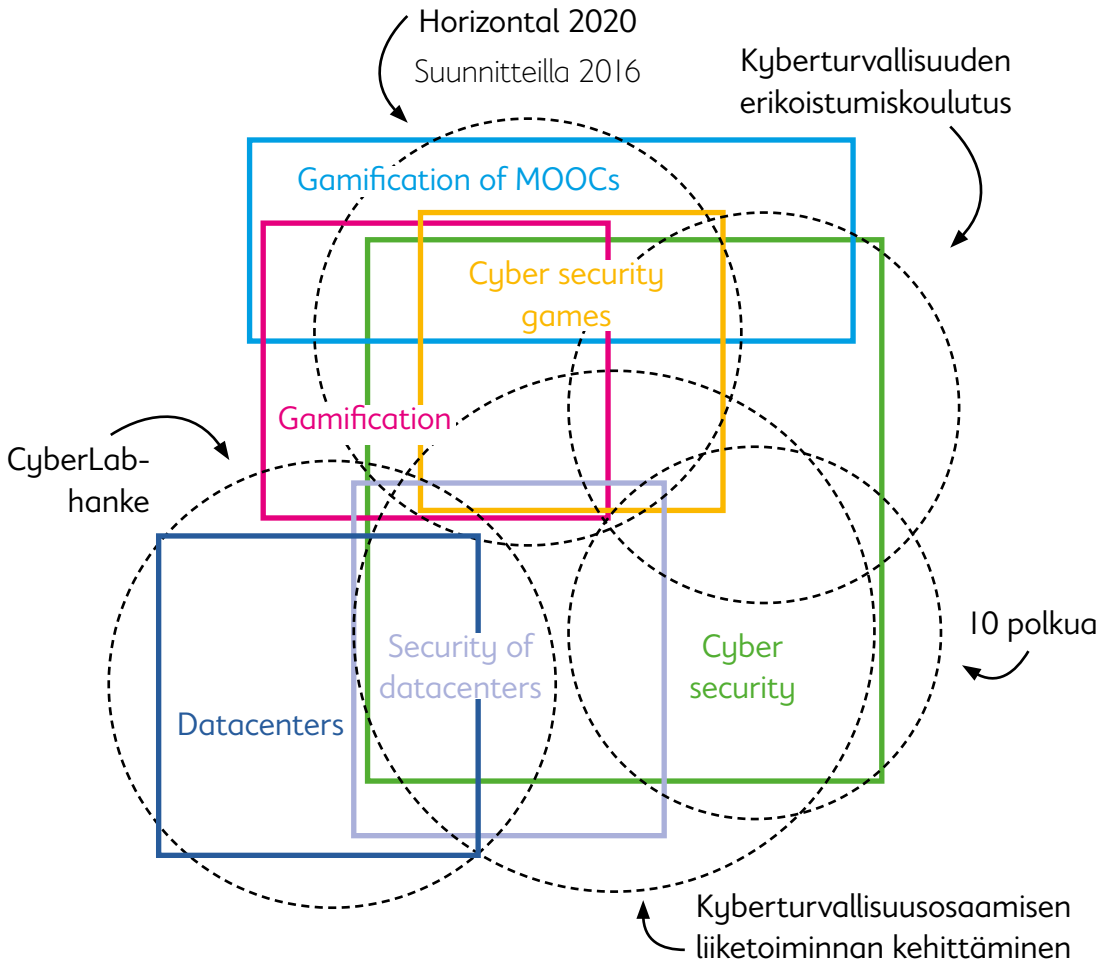 Horizontal 2020
Suunnitteilla 2016
Kyberturvallisuuden
erikoistumiskoulutus
Gamification of MOOCs
Cyber security
games
Gamification
CyberLab-
hanke
Security of
datacenters
Cyber
security
10 polkua
Datacenters
Kyberturvallisuusosaamisen
liiketoiminnan kehittäminen